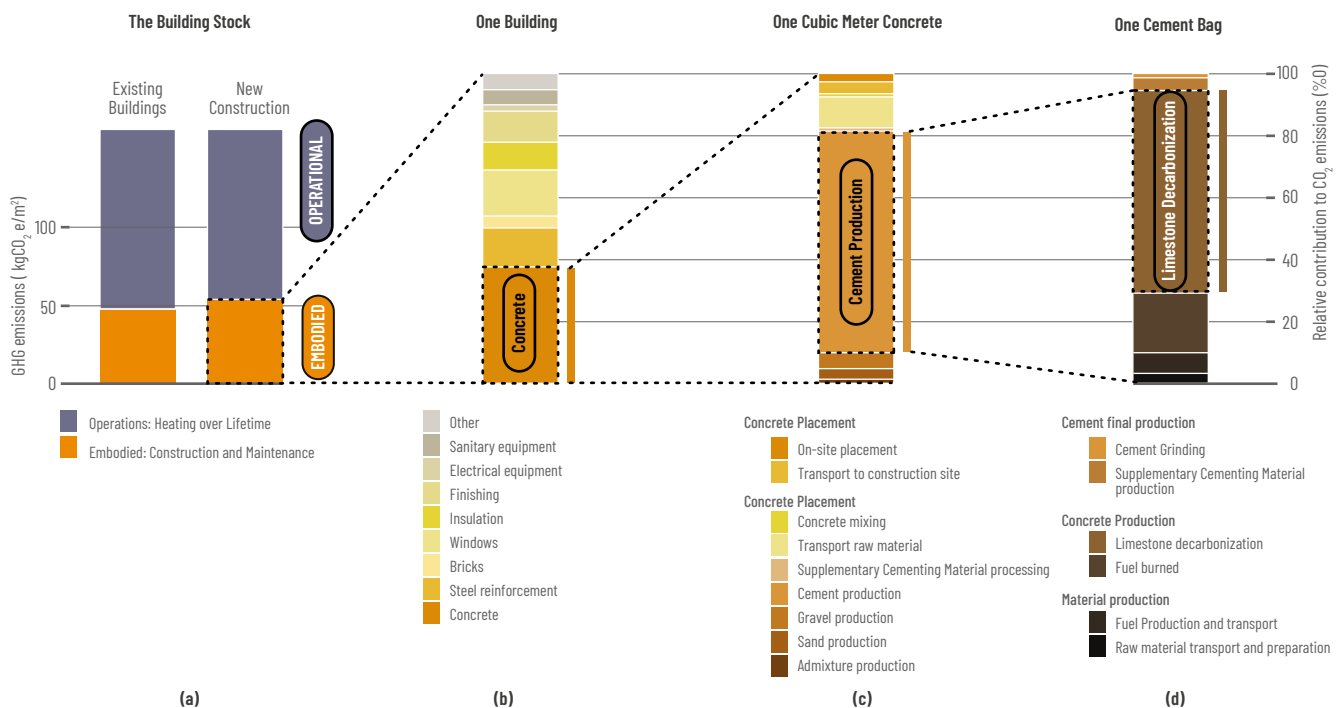 The Building Stock
One Building
One Cubic Meter Concrete
One Cement Bag
Existing
Buildings
New
Construction
OPERATIONAL
EMBODIED
GHG emissions ( kgCO₂ e/m²)
100
50
0
Concrete
Cement Production
Limestone Decarbonization
100
80
60
40
20
0
Relative contribution to CO₂ emissions (%0)
Operations: Heating over Lifetime
Embodied: Construction and Maintenance
Other
Sanitary equipment
Electrical equipment
Finishing
Insulation
Windows
Bricks
Steel reinforcement
Concrete
Concrete Placement
On-site placement
Transport to construction site
Concrete Placement
Concrete mixing
Transport raw material
Supplementary Cementing Material processing
Cement production
Gravel production
Sand production
Admixture production
Cement final production
Cement Grinding
Supplementary Cementing Material
production
Concrete Production
Limestone decarbonization
Fuel burned
Material production
Fuel Production and transport
Raw material transport and preparation
(a)
(b)
(c)
(d)